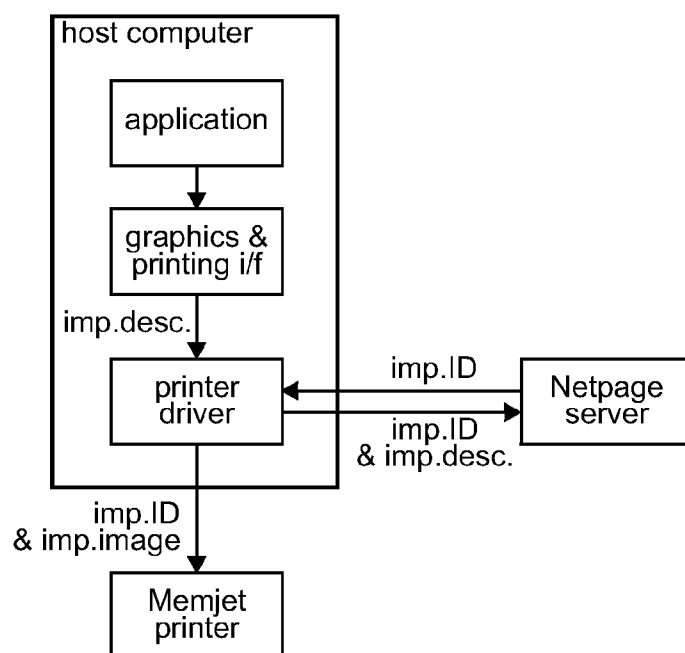 host computer
application
graphics &
printing i/f
imp.desc.
printer
driver
imp.ID
imp.ID
& imp.desc.
Netpage
server
imp.ID
& imp.image
Memjet
printer